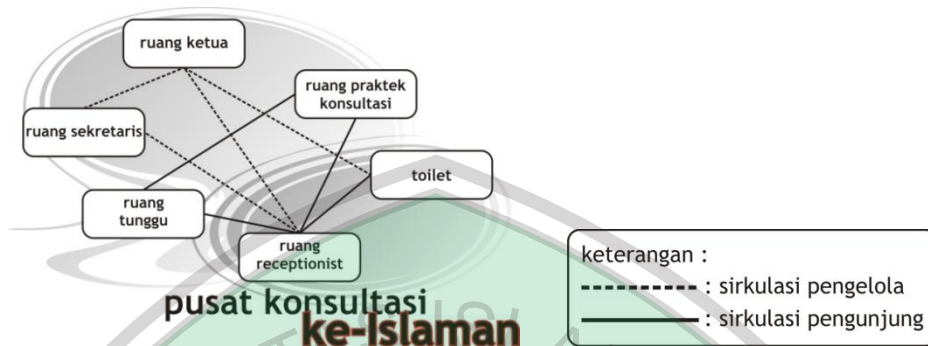 ruang ketua
ruang praktek
konsultasi
ruang sekretaris
toilet
ruang
tunggu
ruang
receptionist
pusat konsultasi
ke-Islaman
keterangan :
: sirkulasi pengelola
: sirkulasi pengunjung